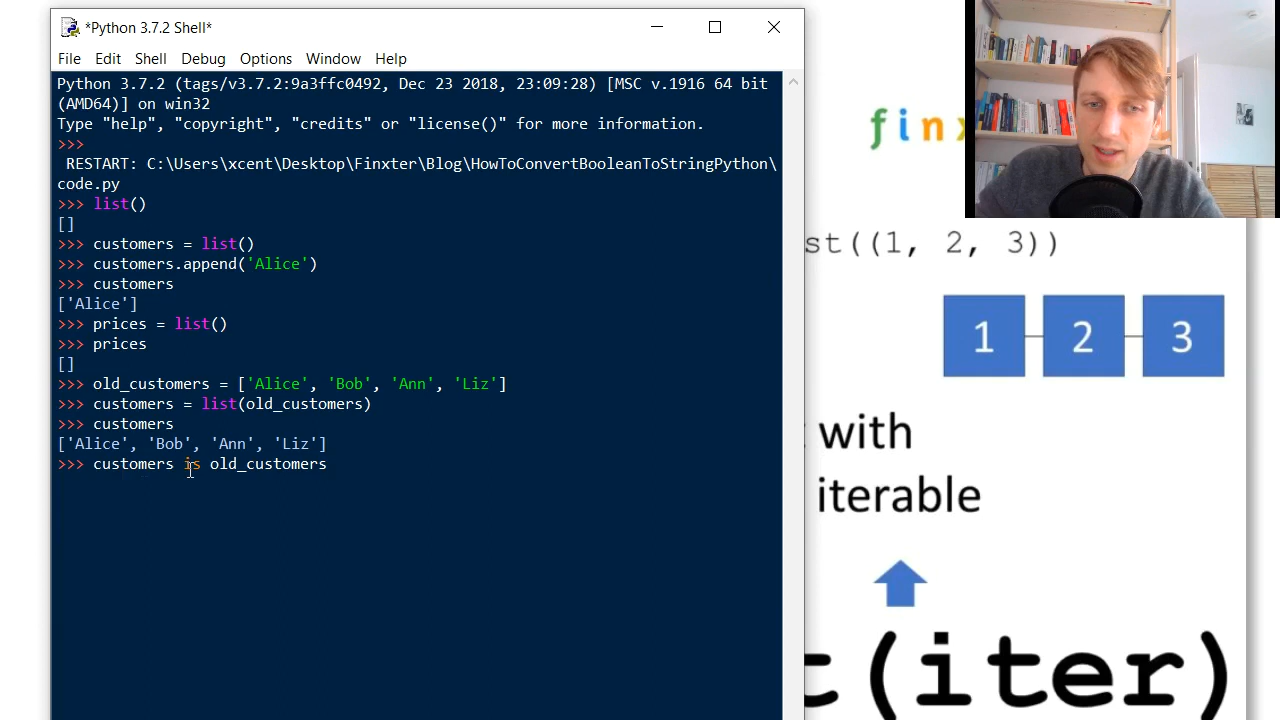 *Python 3.7.2 Shell*
File Edit Shell Debug Options Window Help
Python 3.7.2 (tags/v3.7.2:9a3ffc0492, Dec 23 2018, 23:09:28) [MSC v.1916 64 bit
(AMD64)] on win32
Type "help", "copyright", "credits" or "license()" for more information.
>>>
RESTART: C:\Users\xcent\Desktop\Finxter\Blog\HowToConvertBooleanToStringPython\
code.py
>>> list()
[]
>>> customers = list()
>>> customers.append('Alice')
>>> customers
['Alice']
>>> prices = list()
>>> prices
[]
>>> old_customers = ['Alice', 'Bob', 'Ann', 'Liz']
>>> customers = list(old_customers)
>>> customers
['Alice', 'Bob', 'Ann', 'Liz']
>>> customers is old_customers
finx
st((1, 2, 3))
1 2 3
with
iterable
t(iter)